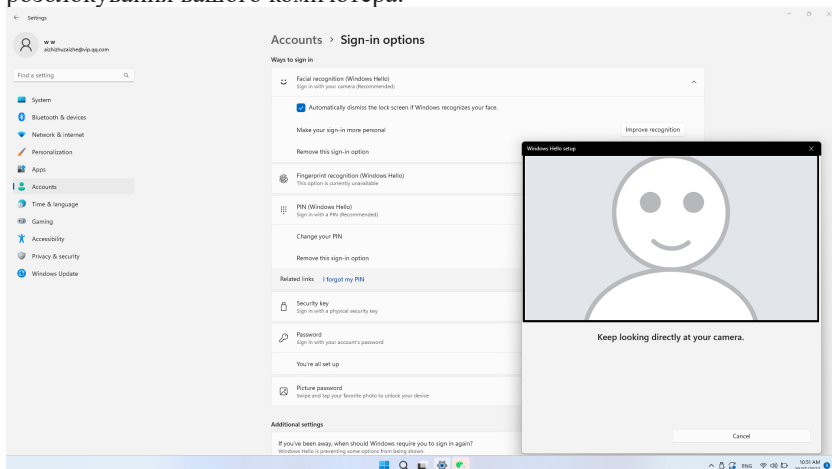 розблокування вашого комп'ютера.
Settings
w w
aizhizhuzaizhe@vip.qq.com
Find a setting
System
Bluetooth & devices
Network & internet
Personalization
Apps
Accounts
Time & language
Gaming
Accessibility
Privacy & security
Windows Update
Accounts > Sign-in options
Ways to sign in
Facial recognition (Windows Hello)
Sign in with your camera (Recommended)
Automatically dismiss the lock screen if Windows recognizes your face.
Make your sign-in more personal
Improve recognition
Remove this sign-in option
Fingerprint recognition (Windows Hello)
This option is currently unavailable
PIN (Windows Hello)
Sign in with a PIN (Recommended)
Change your PIN
Remove this sign-in option
Related links I forgot my PIN
Security key
Sign in with a physical security key
Password
Sign in with your account's password
You're all set up
Picture password
Swipe and tap your favorite photo to unlock your device
Additional settings
If you've been away, when should Windows require you to sign in again?
Windows Hello is preventing some options from being shown.
Windows Hello setup
Keep looking directly at your camera.
Cancel
ENG
10:51 AM